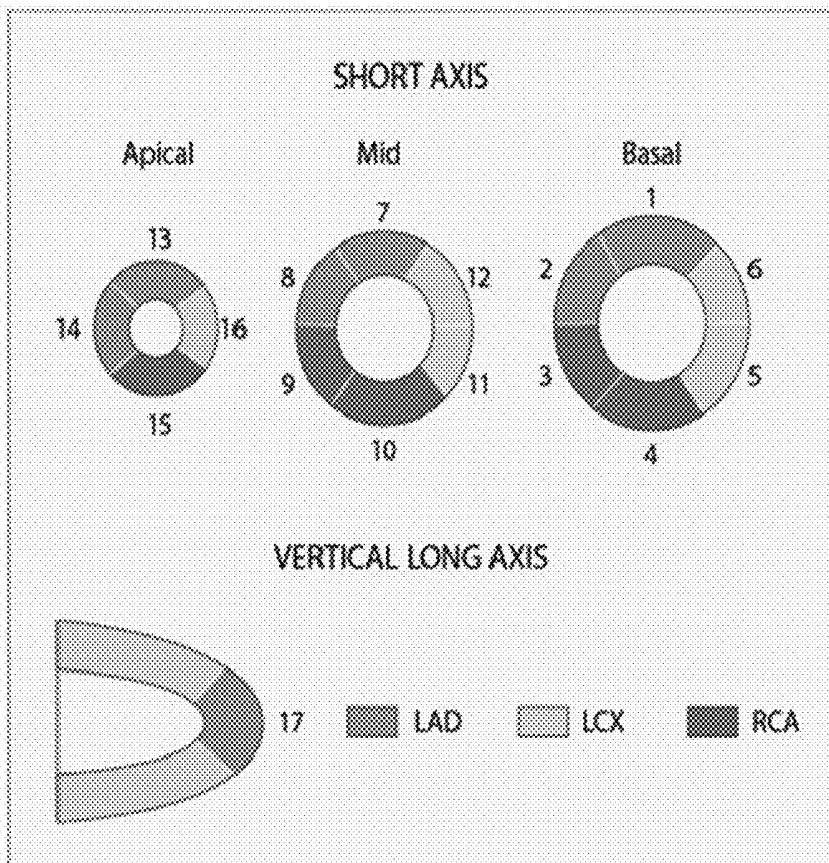 SHORT AXIS
Apical Mid Basal
13 7 1
8 12 2 6
14 16
9 11 3 5
15 10 4
VERTICAL LONG AXIS
17 LAD LCX RCA